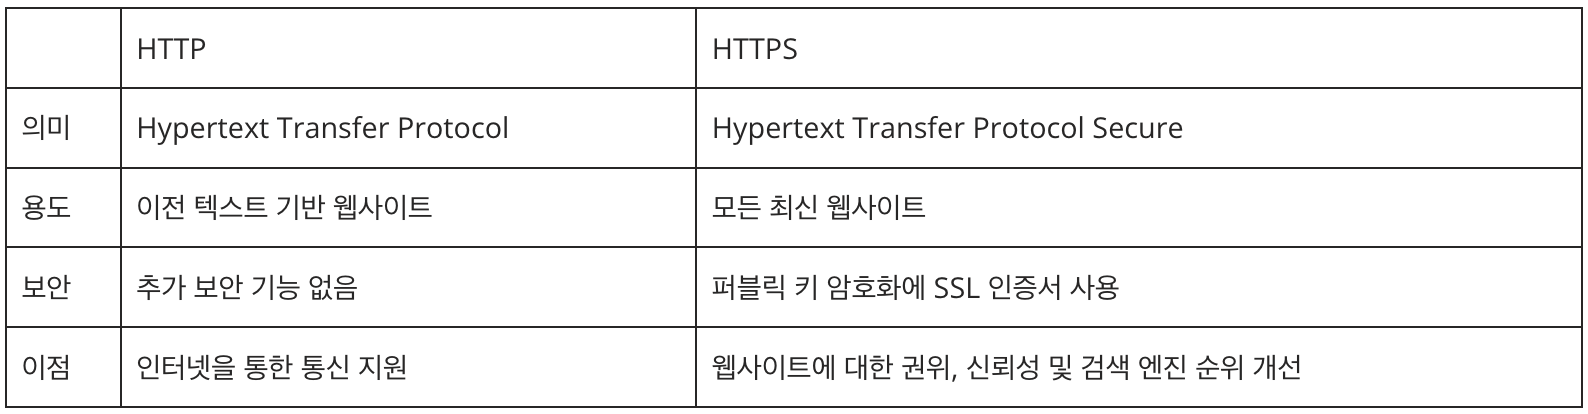 HTTP HTTPS
의미 Hypertext Transfer Protocol Hypertext Transfer Protocol Secure
용도 이전 텍스트 기반 웹사이트 모든 최신 웹사이트
보안 추가 보안 기능 없음 퍼블릭 키 암호화에 SSL 인증서 사용
이점 인터넷을 통한 통신 지원 웹사이트에 대한 권위, 신뢰성 및 검색 엔진 순위 개선